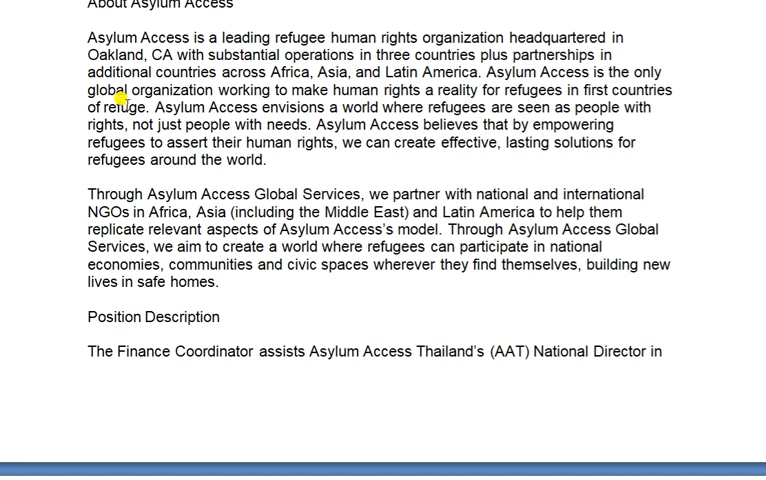 About Asylum Access
Asylum Access is a leading refugee human rights organization headquartered in
Oakland, CA with substantial operations in three countries plus partnerships in
additional countries across Africa, Asia, and Latin America. Asylum Access is the only
global organization working to make human rights a reality for refugees in first countries
of refuge. Asylum Access envisions a world where refugees are seen as people with
rights, not just people with needs. Asylum Access believes that by empowering
refugees to assert their human rights, we can create effective, lasting solutions for
refugees around the world.
Through Asylum Access Global Services, we partner with national and international
NGOs in Africa, Asia (including the Middle East) and Latin America to help them
replicate relevant aspects of Asylum Access’s model. Through Asylum Access Global
Services, we aim to create a world where refugees can participate in national
economies, communities and civic spaces wherever they find themselves, building new
lives in safe homes.
Position Description
The Finance Coordinator assists Asylum Access Thailand’s (AAT) National Director in